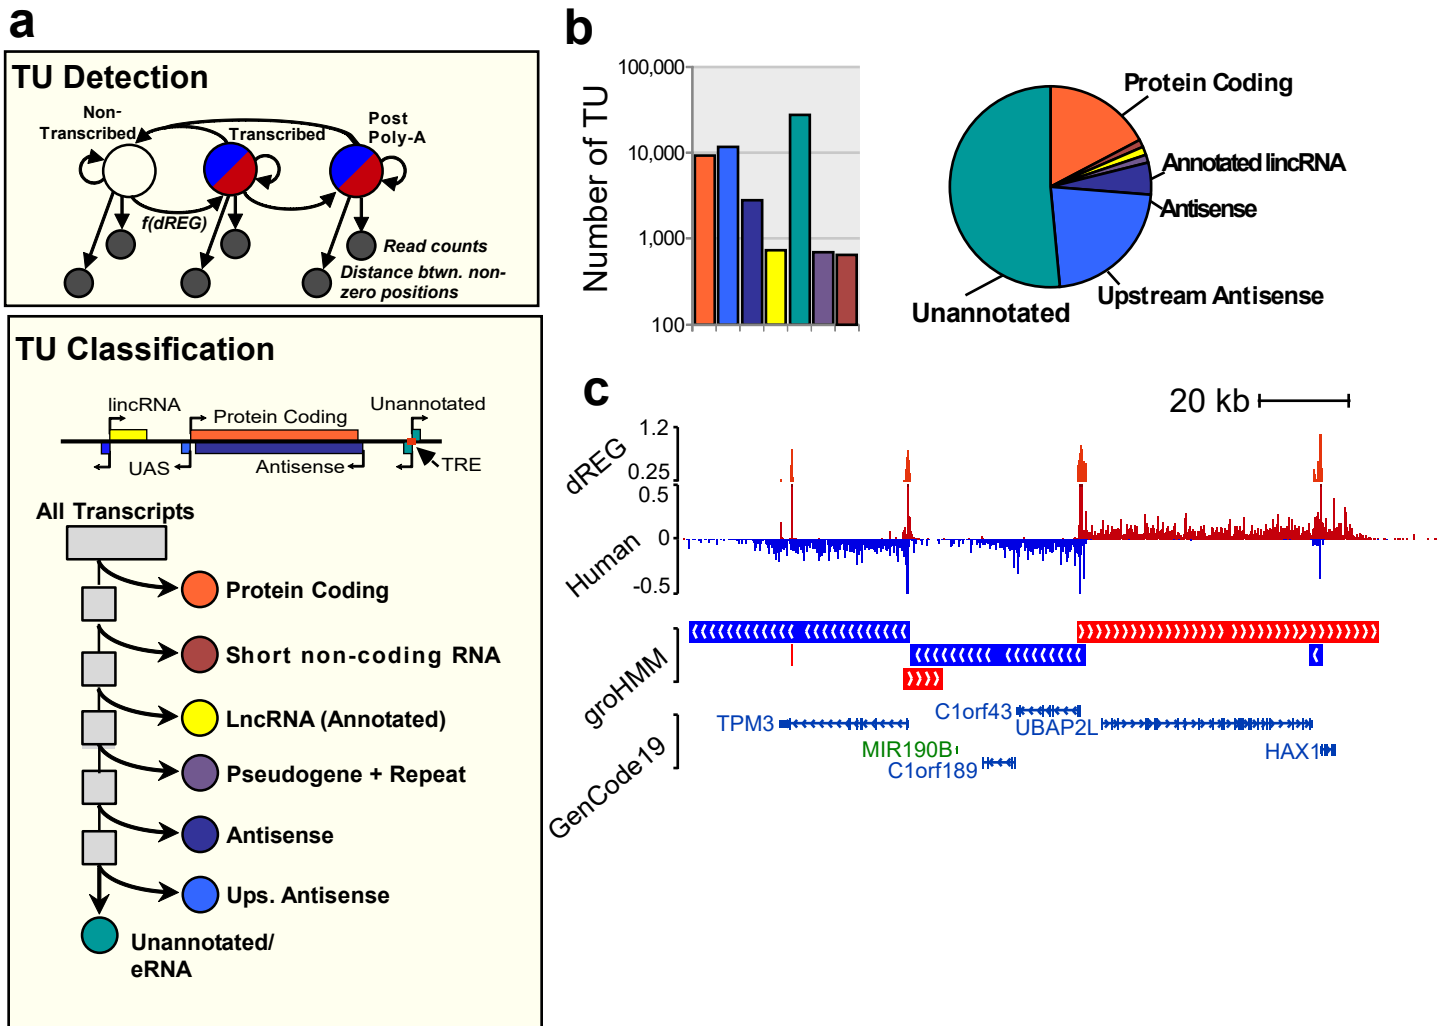 a
TU Detection
Non-
Transcribed
Transcribed
Post
Poly-A
f(dREG)
Read counts
Distance btwn. non-
zero positions
TU Classification
lincRNA
Protein Coding
Unannotated
UAS
Antisense
TRE
All Transcripts
Protein Coding
Short non-coding RNA
LncRNA (Annotated)
Pseudogene + Repeat
Antisense
Ups. Antisense
Unannotated/
eRNA
b
Number of TU
100,000
10,000
1,000
100
Protein Coding
Annotated lincRNA
Antisense
Upstream Antisense
Unannotated
c
20 kb
dREG
1.2
0.25
Human
0.5
0
-0.5
groHMM
GenCode19
TPM3
MIR190B
C1orf189
C1orf43
UBAP2L
HAX1